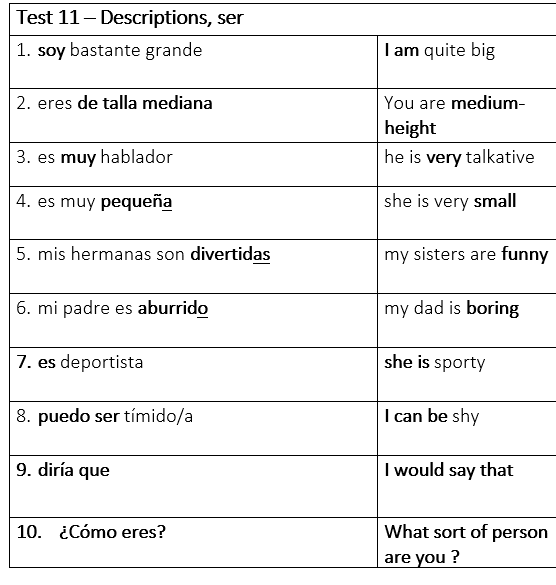 Test 11 – Descriptions, ser
1. soy bastante grande
I am quite big
2. eres de talla mediana
You are medium-
height
3. es muy hablador
he is very talkative
4. es muy pequeña
she is very small
5. mis hermanas son divertidas
my sisters are funny
6. mi padre es aburrido
my dad is boring
7. es deportista
she is sporty
8. puedo ser tímido/a
I can be shy
9. diría que
I would say that
10. ¿Cómo eres?
What sort of person
are you ?